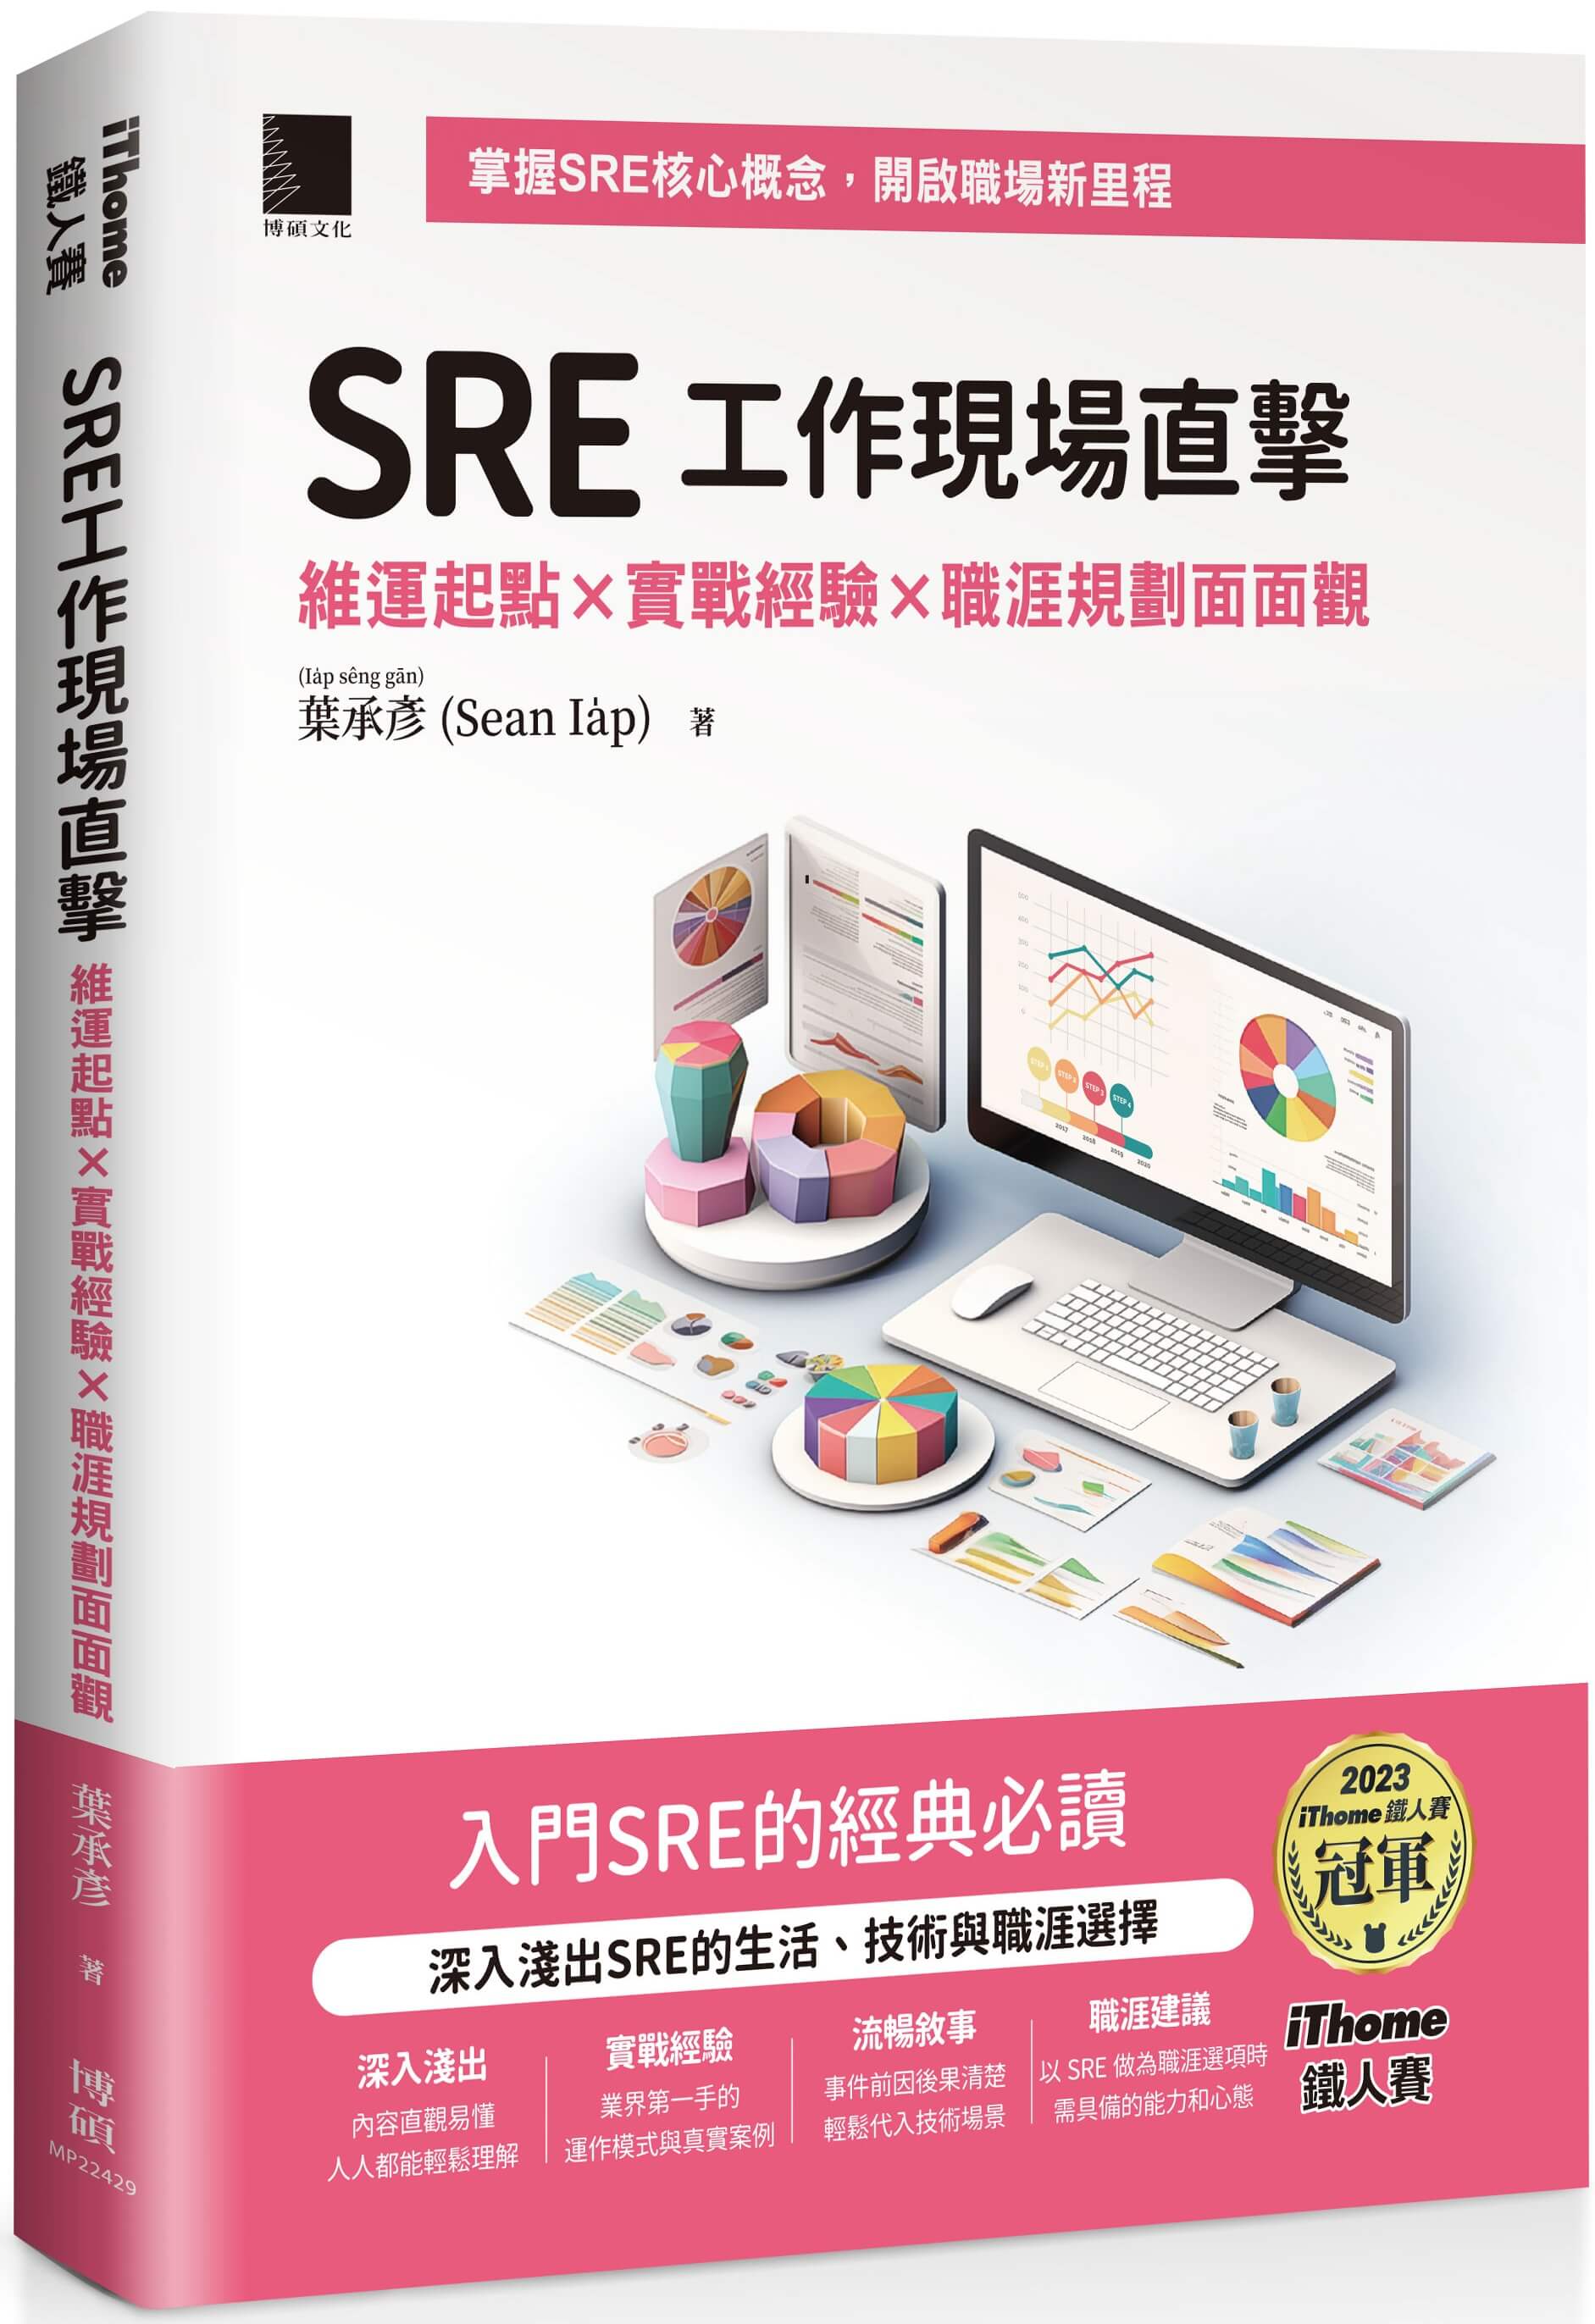 iThome
鐵人賽
SRE工作現場直擊
維運起點×實戰經驗×職涯規劃面面觀
葉承彥 著
博碩
MP22429
博碩文化
掌握SRE核心概念，開啟職場新里程
SRE 工作現場直擊
維運起點×實戰經驗×職涯規劃面面觀
(Ia̍p sêng gān)
葉承彥 (Sean Ia̍p) 著
STEP 2
STEP 3
STEP 4
2017
2018
2019
2020
入門SRE的經典必讀
深入淺出SRE的生活、技術與職涯選擇
深入淺出
內容直觀易懂
人人都能輕鬆理解
實戰經驗
業界第一手的
運作模式與真實案例
流暢敘事
事件前因後果清楚
輕鬆代入技術場景
職涯建議
以 SRE 做為職涯選項時
需具備的能力和心態
2023
iThome 鐵人賽
冠軍
iThome
鐵人賽